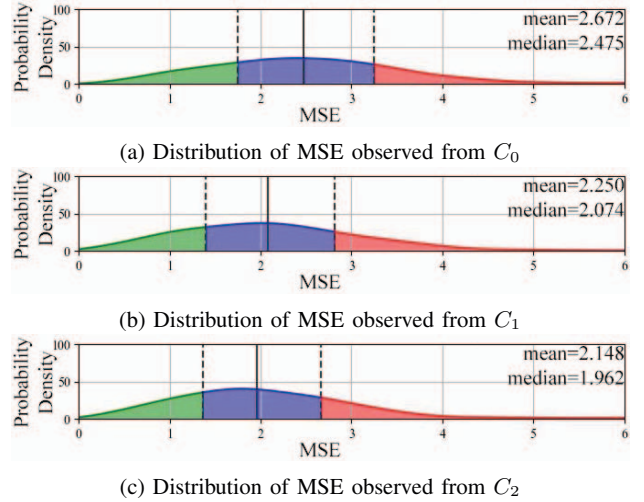 Probability
Density
100
50
0
mean=2.672
median=2.475
0 1 2 3 4 5 6
MSE
(a) Distribution of MSE observed from C0
Probability
Density
100
50
0
mean=2.250
median=2.074
0 1 2 3 4 5 6
MSE
(b) Distribution of MSE observed from C1
Probability
Density
100
50
0
mean=2.148
median=1.962
0 1 2 3 4 5 6
MSE
(c) Distribution of MSE observed from C2